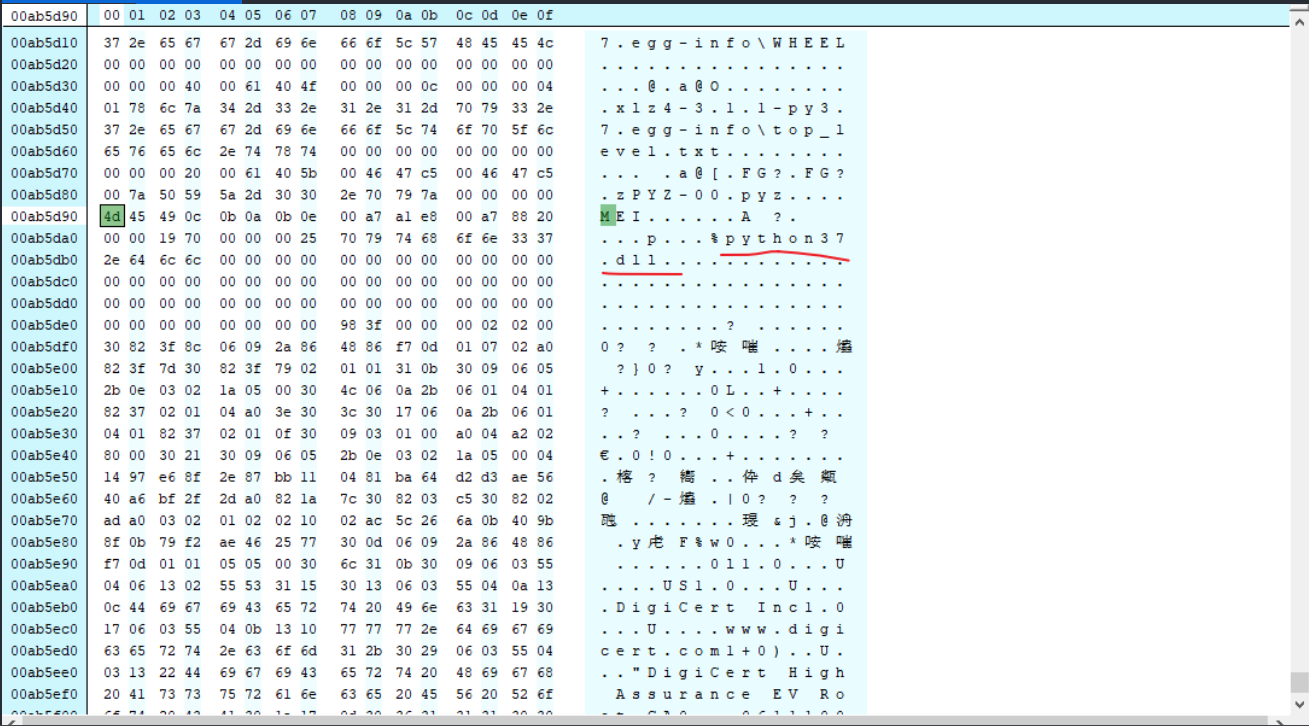 00ab5d90 00 01 02 03 04 05 06 07 08 09 0a 0b 0c 0d 0e 0f
00ab5d10 37 2e 65 67 67 2d 69 6e 66 6f 5c 57 48 45 45 4c 7.egg-info\WHEEL
00ab5d20 00 00 00 00 00 00 00 00 00 00 00 00 00 00 00 00 ................
00ab5d30 00 00 00 40 00 61 40 4f 00 00 00 0c 00 00 00 04 ...@.a@O........
00ab5d40 01 78 6c 7a 34 2d 33 2e 31 2e 31 2d 70 79 33 2e .xlz4-3.1.1-py3.
00ab5d50 37 2e 65 67 67 2d 69 6e 66 6f 5c 74 6f 70 5f 6c 7.egg-info\top_l
00ab5d60 65 76 65 6c 2e 74 78 74 00 00 00 00 00 00 00 00 evel.txt........
00ab5d70 00 00 00 20 00 61 40 5b 00 46 47 c5 00 46 47 c5 ... .a@[.FG?.FG?
00ab5d80 00 7a 50 59 5a 2d 30 30 2e 70 79 7a 00 00 00 00 .zPYZ-00.pyz....
00ab5d90 4d 45 49 0c 0b 0a 0b 0e 00 a7 a1 e8 00 a7 88 20 MEI......А ?.
00ab5da0 00 00 19 70 00 00 00 25 70 79 74 68 6f 6e 33 37 ...p...%python37
00ab5db0 2e 64 6c 6c 00 00 00 00 00 00 00 00 00 00 00 00 .dll............
00ab5dc0 00 00 00 00 00 00 00 00 00 00 00 00 00 00 00 00 ................
00ab5dd0 00 00 00 00 00 00 00 00 00 00 00 00 00 00 00 00 ................
00ab5de0 00 00 00 00 00 00 00 00 98 3f 00 00 00 02 02 00 ........? ......
00ab5df0 30 82 3f 8c 06 09 2a 86 48 86 f7 0d 01 07 02 a0 0? ? .*咹 嗺 ....
00ab5e00 82 3f 7d 30 82 3f 79 02 01 01 31 0b 30 09 06 05 ?}0? y...1.0...
00ab5e10 2b 0e 03 02 1a 05 00 30 4c 06 0a 2b 06 01 04 01 +......0L..+....
00ab5e20 82 37 02 01 04 a0 3e 30 3c 30 17 06 0a 2b 06 01 ? ...? 0<0...+..
00ab5e30 04 01 82 37 02 01 0f 30 09 03 01 00 a0 04 a2 02 ..? ...0....? ?
00ab5e40 80 00 30 21 30 09 06 05 2b 0e 03 02 1a 05 00 04 €.0!0...+.......
00ab5e50 14 97 e6 8f 2e 87 bb 11 04 81 ba 64 d2 d3 ae 56 . ? .. d矣
00ab5e60 40 a6 bf 2f 2d a0 82 1a 7c 30 82 03 c5 30 82 02 @ /- .|0? ? ?
00ab5e70 ad a0 03 02 01 02 02 10 02 ac 5c 26 6a 0b 40 9b ....... &j.@
00ab5e80 8f 0b 79 f2 ae 46 25 77 30 0d 06 09 2a 86 48 86 .y F%w0...*咹 嗺
00ab5e90 f7 0d 01 01 05 05 00 30 6c 31 0b 30 09 06 03 55 ......0l1.0...U
00ab5ea0 04 06 13 02 55 53 31 15 30 13 06 03 55 04 0a 13 ....US1.0...U...
00ab5eb0 0c 44 69 67 69 43 65 72 74 20 49 6e 63 31 19 30 .DigiCert Inc1.0
00ab5ec0 17 06 03 55 04 0b 13 10 77 77 77 2e 64 69 67 69 ...U....www.digi
00ab5ed0 63 65 72 74 2e 63 6f 6d 31 2b 30 29 06 03 55 04 cert.com1+0)..U.
00ab5ee0 03 13 22 44 69 67 69 43 65 72 74 20 48 69 67 68 .."DigiCert High
00ab5ef0 20 41 73 73 75 72 61 6e 63 65 20 45 56 20 52 6f Assurance EV Ro